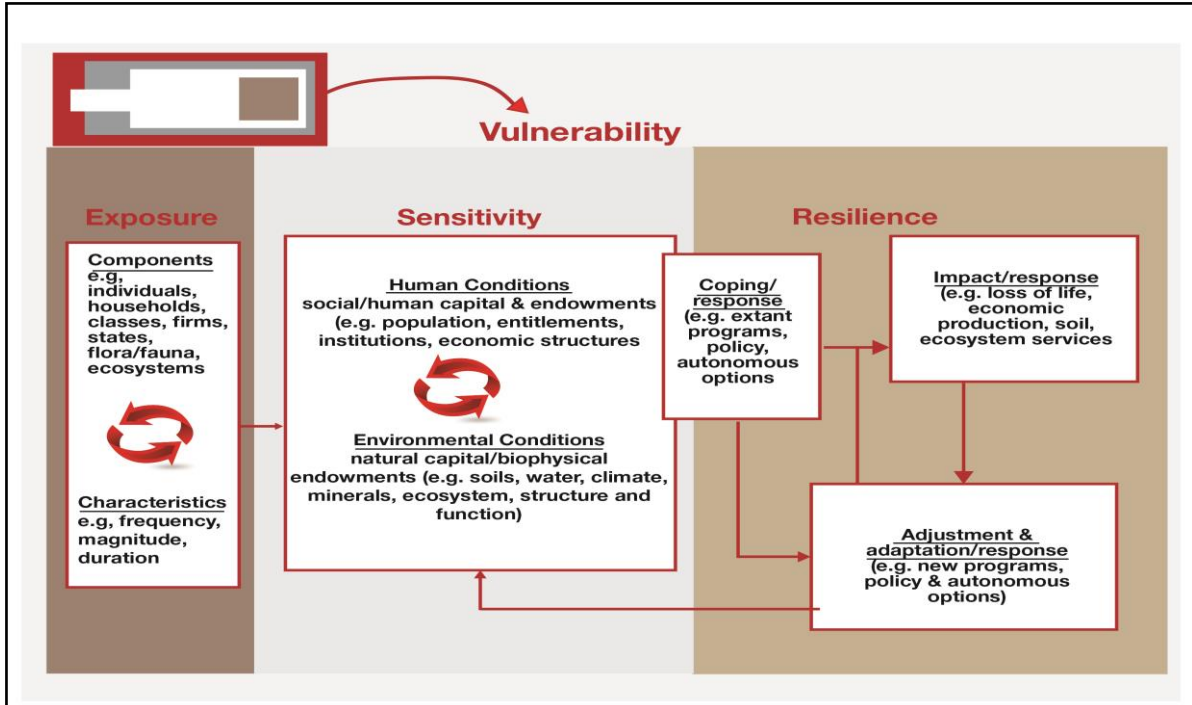 Vulnerability
Exposure
Components
e.g,
individuals,
households,
classes, firms,
states,
flora/fauna,
ecosystems
Characteristics
e.g, frequency,
magnitude,
duration
Sensitivity
Human Conditions
social/human capital & endowments
(e.g. population, entitlements,
institutions, economic structures
Environmental Conditions
natural capital/biophysical
endowments (e.g. soils, water, climate,
minerals, ecosystem, structure and
function)
Resilience
Coping/
response
(e.g. extant
programs,
policy,
autonomous
options
Impact/response
(e.g. loss of life,
economic
production, soil,
ecosystem services
Adjustment &
adaptation/response
(e.g. new programs,
policy & autonomous
options)